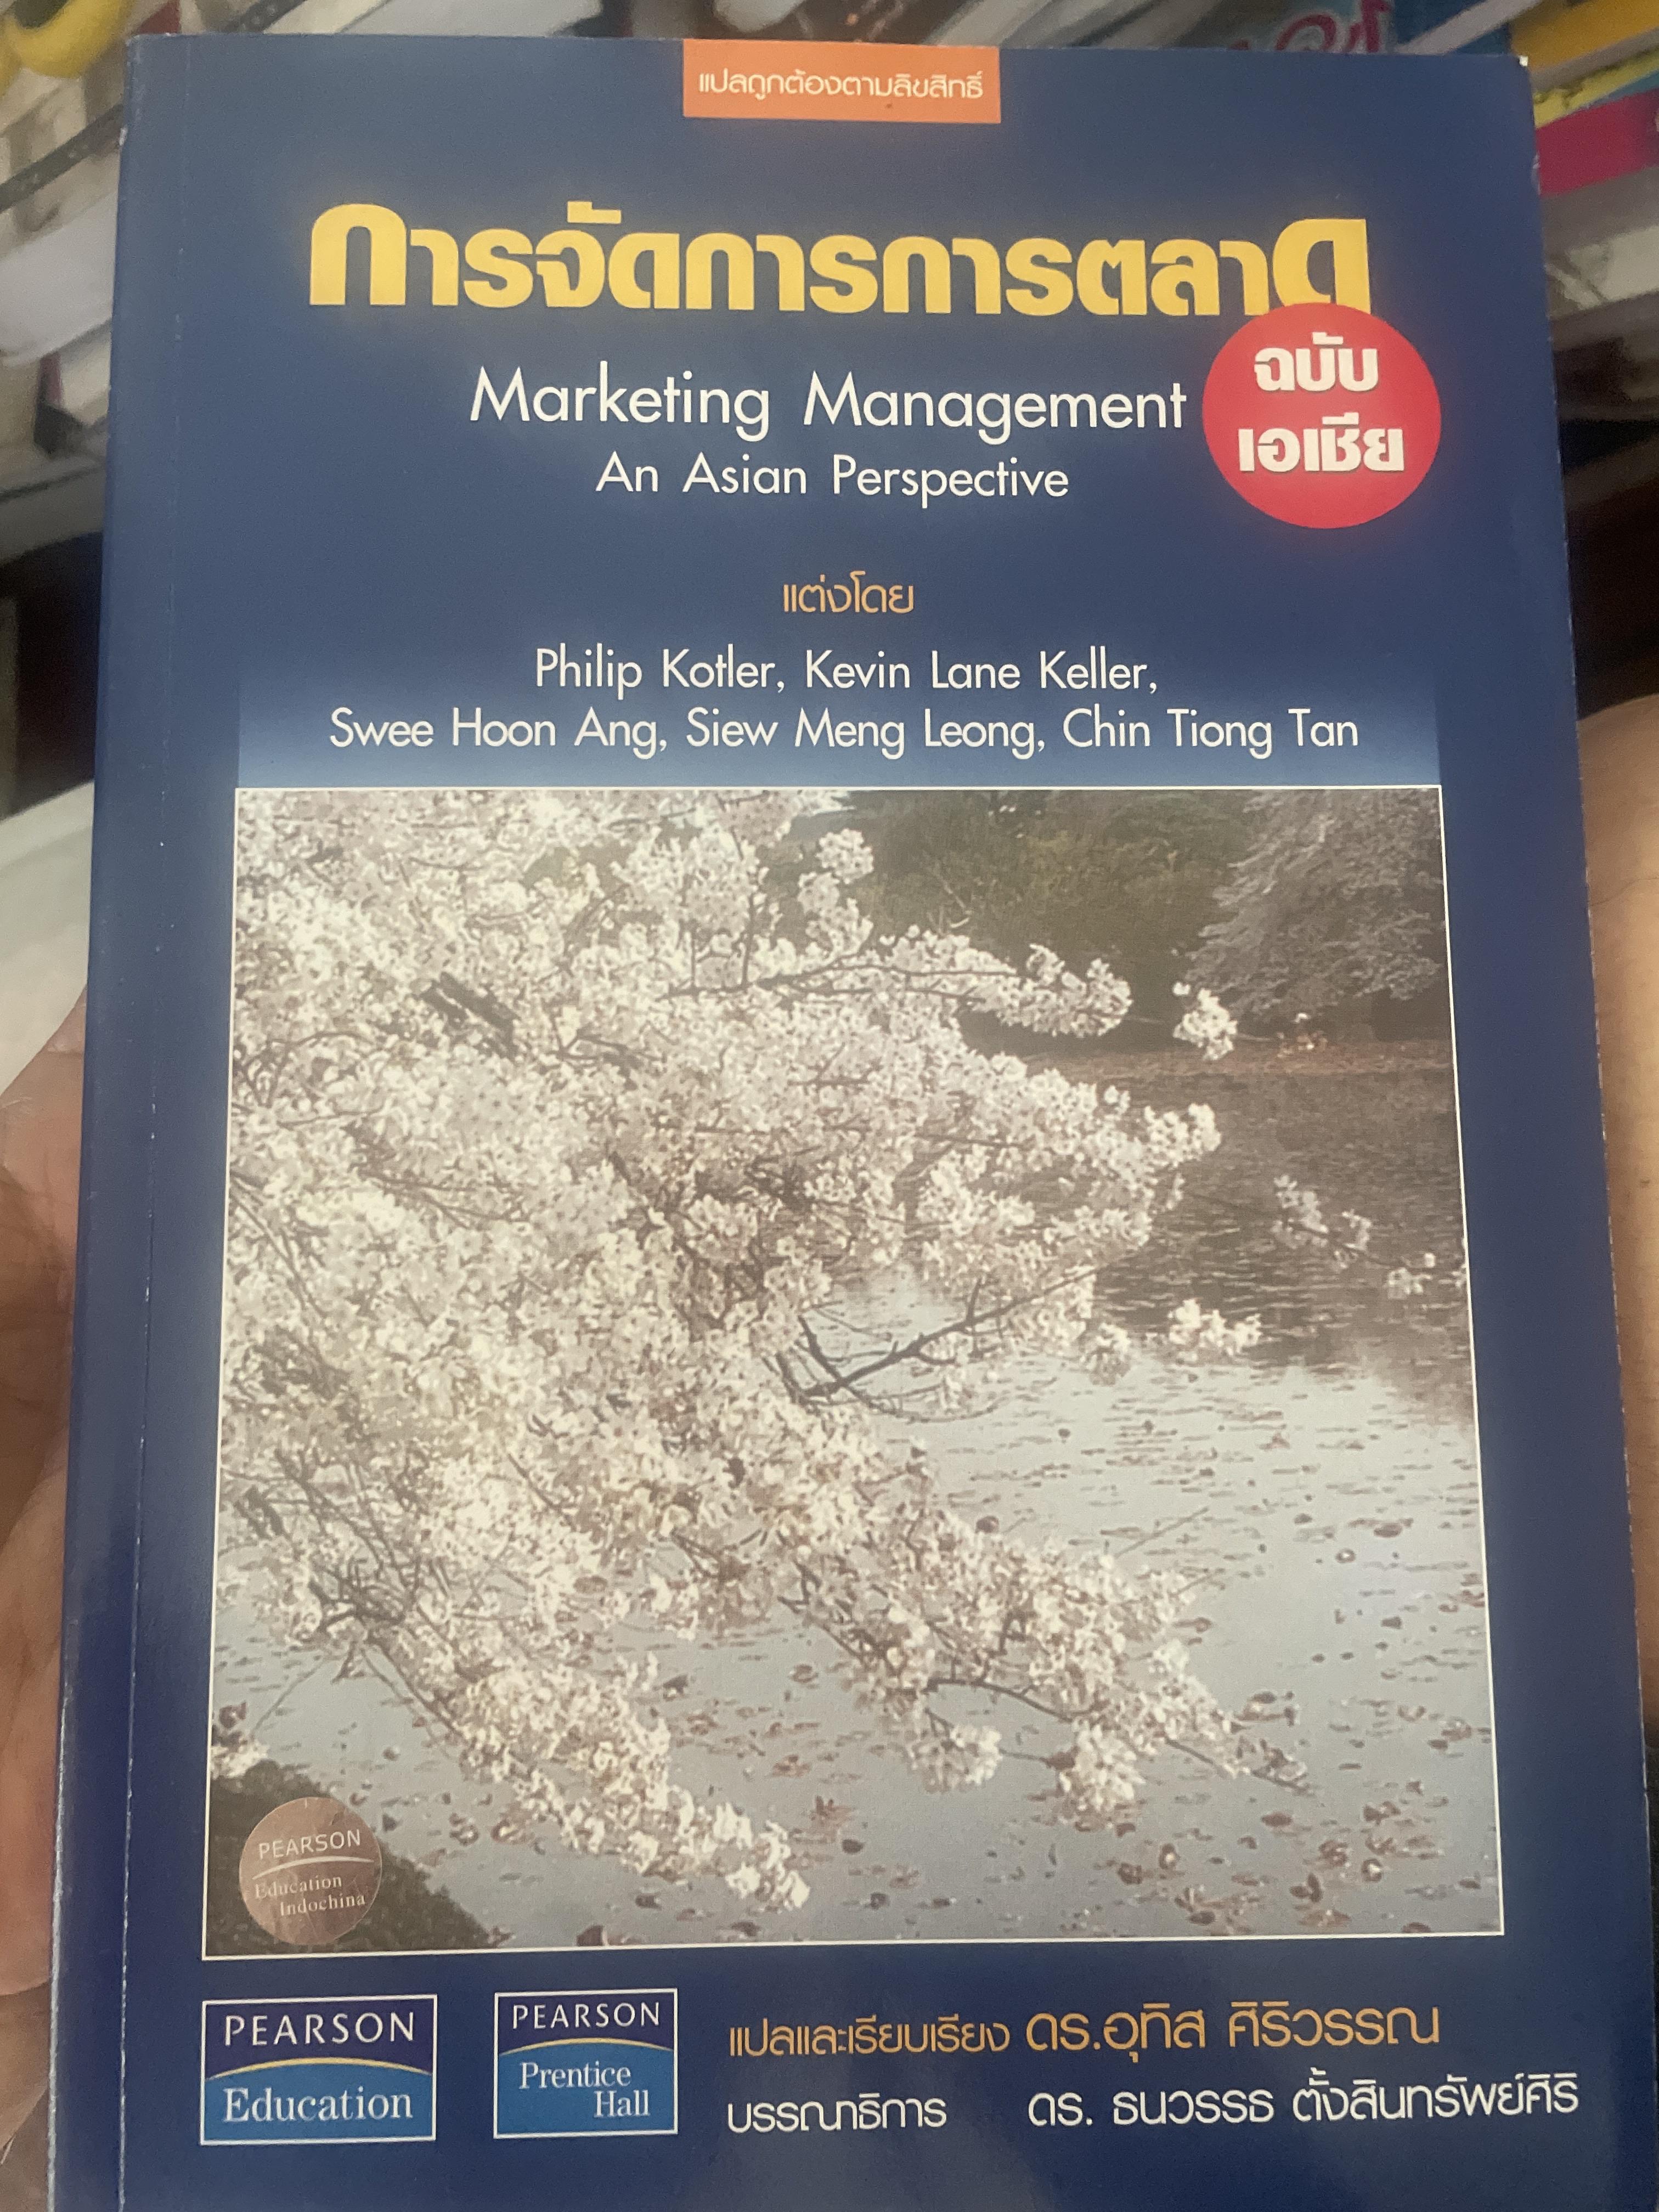 แปลถูกต้องตามลิขสิทธิ์
การจัดการการตลาด
Marketing Management
An Asian Perspective
ฉบับ
เอเชีย
แต่งโดย
Philip Kotler, Kevin Lane Keller,
Swee Hoon Ang, Siew Meng Leong, Chin Tiong Tan
PEARSON
Education
Indochina
PEARSON
Education
PEARSON
Prentice
Hall
แปลและเรียบเรียง ดร.อุทิส ศิริวรรณ
บรรณาธิการ ดร. ธนวรรธ ตั้งสินทรัพย์ศิริ